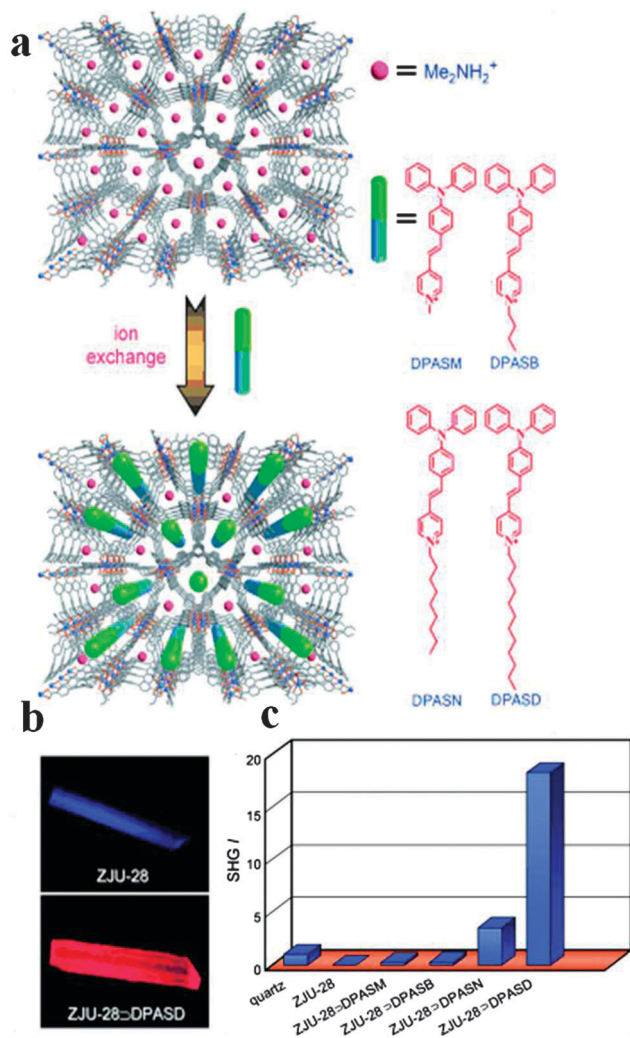 a
= Me₂NH₂⁺
=
N
N
N⁺
N⁺
DPASM
DPASB
ion
exchange
N
N
N⁺
N⁺
DPASN
DPASD
b
ZJU-28
ZJU-28⊃DPASD
c
20
15
10
5
0
SHG I
quartz
ZJU-28
ZJU-28⊃DPASM
ZJU-28⊃DPASB
ZJU-28⊃DPASN
ZJU-28⊃DPASD